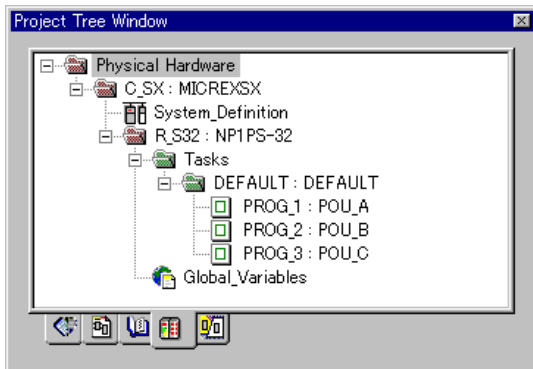 Project Tree Window
Physical Hardware
C_SX : MICREXSX
System_Definition
R_S32 : NP1PS-32
Tasks
DEFAULT : DEFAULT
PROG_1 : POU_A
PROG_2 : POU_B
PROG_3 : POU_C
Global_Variables